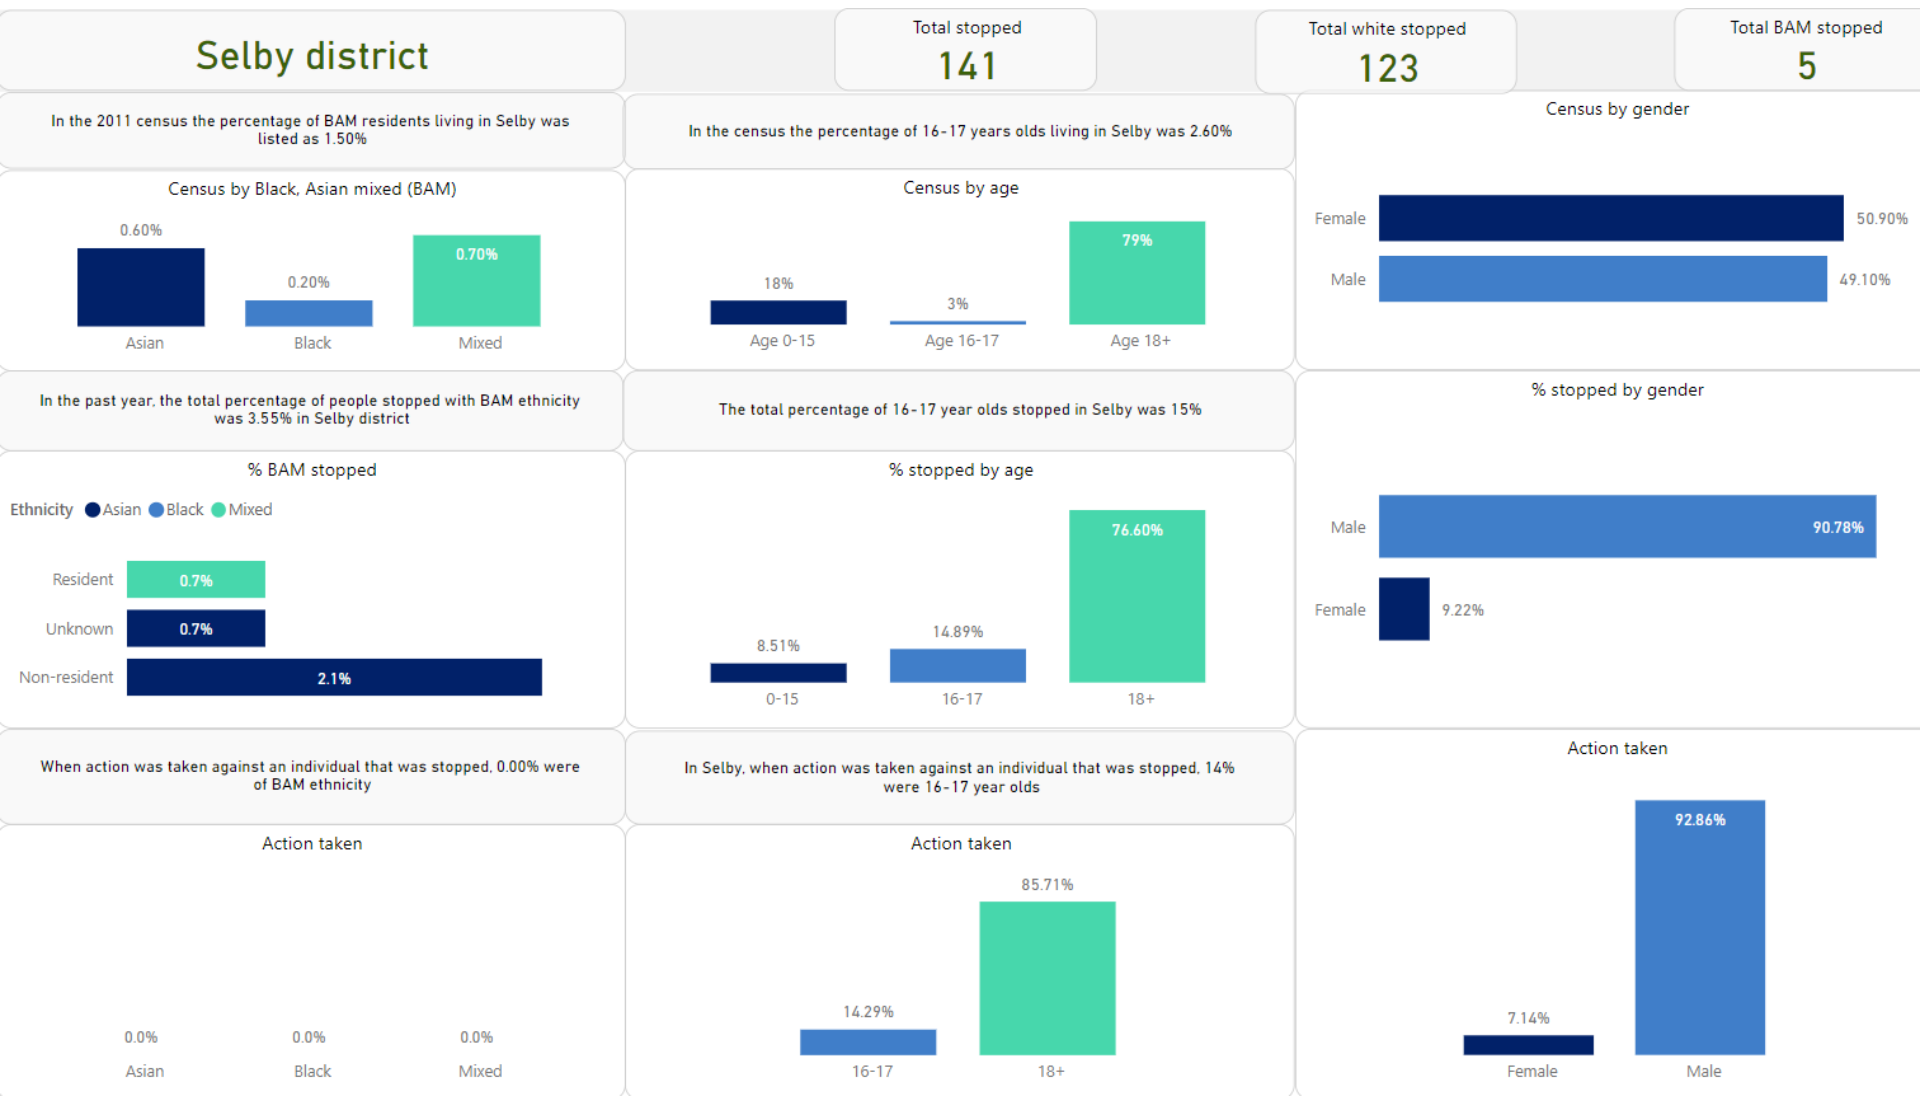 Selby district
Total stopped
141
Total white stopped
123
Total BAM stopped
5
In the 2011 census the percentage of BAM residents living in Selby was
listed as 1.50%
Census by Black, Asian mixed (BAM)
0.60%
0.20%
0.70%
Asian
Black
Mixed
In the census the percentage of 16-17 years olds living in Selby was 2.60%
Census by age
18%
3%
79%
Age 0-15
Age 16-17
Age 18+
Census by gender
Female
50.90%
Male
49.10%
In the past year, the total percentage of people stopped with BAM ethnicity
was 3.55% in Selby district
% BAM stopped
Ethnicity Asian Black Mixed
Resident
0.7%
Unknown
0.7%
Non-resident
2.1%
The total percentage of 16-17 year olds stopped in Selby was 15%
% stopped by age
8.51%
14.89%
76.60%
0-15
16-17
18+
% stopped by gender
Male
90.78%
Female
9.22%
When action was taken against an individual that was stopped, 0.00% were
of BAM ethnicity
Action taken
0.0%
0.0%
0.0%
Asian
Black
Mixed
In Selby, when action was taken against an individual that was stopped, 14%
were 16-17 year olds
Action taken
14.29%
85.71%
16-17
18+
Action taken
7.14%
92.86%
Female
Male